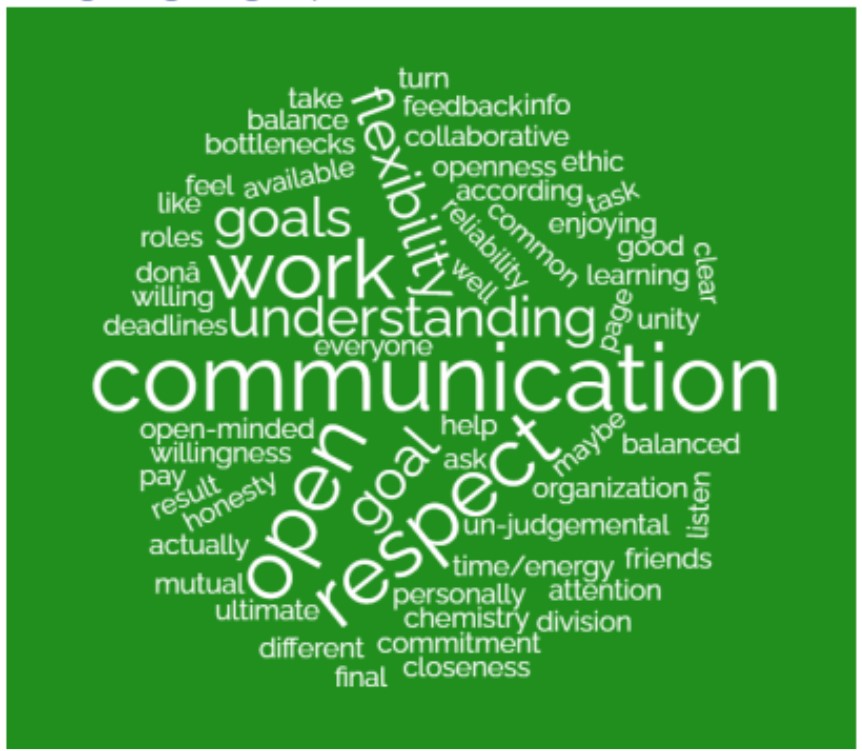 turn
take
flexibility
feedback
info
balance
collaborative
bottlenecks
openness
ethic
feel
available
according
task
like
goals
reliability
common
enjoying
roles
good
clear
work
well
learning
donâ
willing
page
unity
deadlines
understanding
everyone
communication
open-minded
open
goal
help
respect
maybe
balanced
willingness
ask
pay
result
honesty
organization
listen
un-judgemental
actually
time/energy
friends
mutual
personally
attention
ultimate
chemistry
division
different
commitment
final
closeness